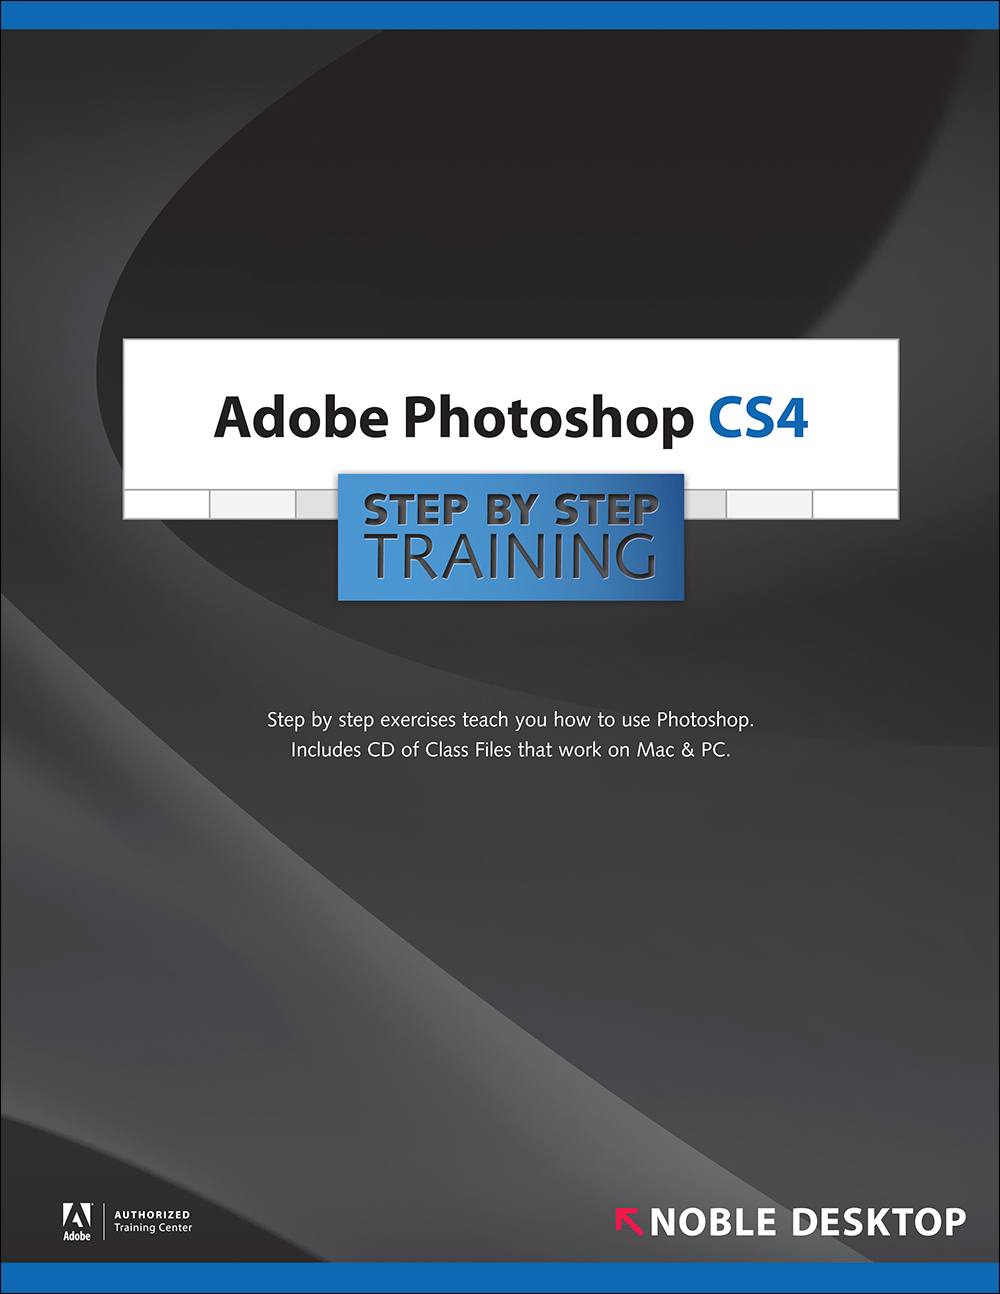 Adobe Photoshop CS4
STEP BY STEP
TRAINING
Step by step exercises teach you how to use Photoshop.
Includes CD of Class Files that work on Mac & PC.
Adobe
AUTHORIZED
Training Center
NOBLE DESKTOP